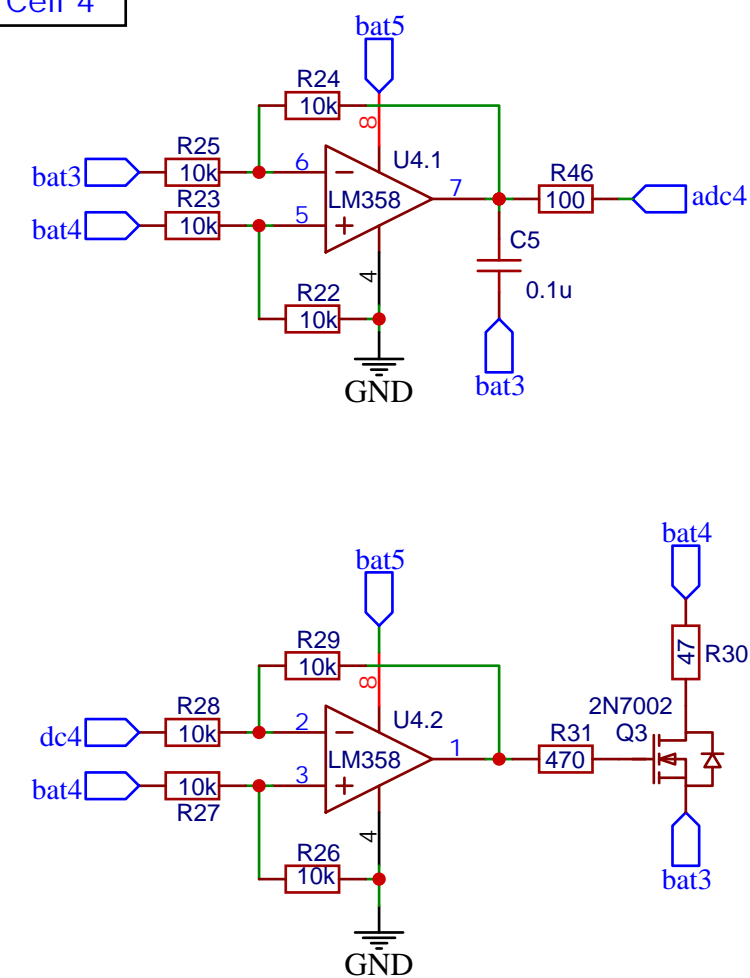 Cell 4
bat5
R24
10k
8
R25
bat3
10k
6
U4.1
R23
LM358
7
R46
100
adc4
bat4
10k
5
C5
4
0.1u
R22
10k
bat3
GND
bat4
bat5
R29
10k
47
R30
8
R28
2N7002
dc4
10k
2
U4.2
R31
Q3
LM358
1
470
bat4
10k
3
R27
4
R26
10k
bat3
GND